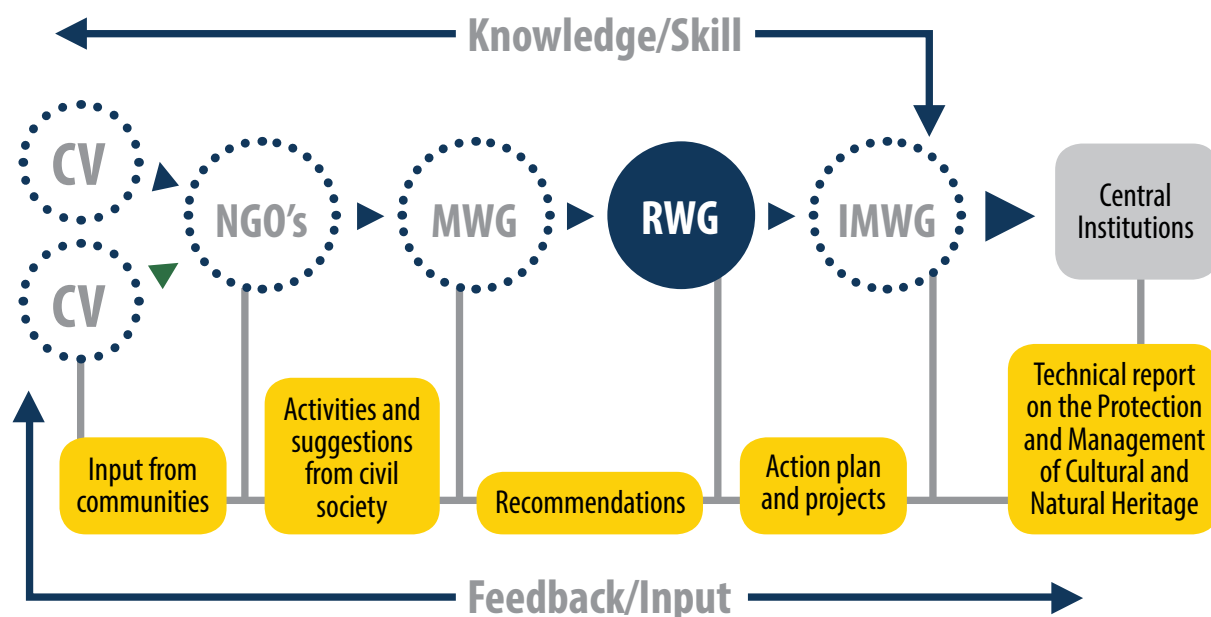 Knowledge/Skill
CV
CV
NGO's
MWG
RWG
IMWG
Central
Institutions
Input from
communities
Activities and
suggestions
from civil
society
Recommendations
Action plan
and projects
Technical report
on the Protection
and Management
of Cultural and
Natural Heritage
Feedback/Input